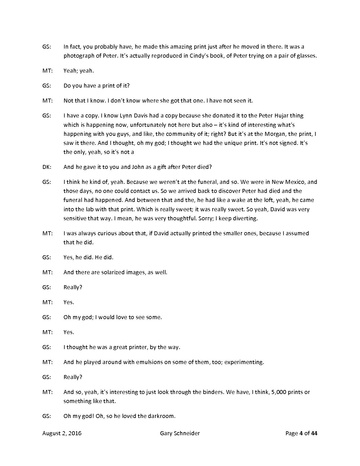 GS: In fact, you probably have, he made this amazing print just after he moved in there. It was a
photograph of Peter. It's actually reproduced in Cindy's book, of Peter trying on a pair of glasses.
MT: Yeah; yeah.
GS: Do you have a print of it?
MT: Not that I know. I don't know where she got that one. I have not seen it.
GS: I have a copy. I know Lynn Davis had a copy because she donated it to the Peter Hujar thing
which is happening now, unfortunately not here but also – it's kind of interesting what's
happening with you guys, and like, the community of it; right? But it's at the Morgan, the print, I
saw it there. And I thought, oh my god; I thought we had the unique print. It's not signed. It's
the only, yeah, so it's not a
DK: And he gave it to you and John as a gift after Peter died?
GS: I think he kind of, yeah. Because we weren't at the funeral, and so. We were in New Mexico, and
those days, no one could contact us. So we arrived back to discover Peter had died and the
funeral had happened. And between that and the, he had like a wake at the loft, yeah, he came
into the lab with that print. Which is really sweet; it was really sweet. So yeah, David was very
sensitive that way. I mean, he was very thoughtful. Sorry; I keep diverting.
MT: I was always curious about that, if David actually printed the smaller ones, because I assumed
that he did.
GS: Yes, he did. He did.
MT: And there are solarized images, as well.
GS: Really?
MT: Yes.
GS: Oh my god; I would love to see some.
MT: Yes.
GS: I thought he was a great printer, by the way.
MT: And he played around with emulsions on some of them, too; experimenting.
GS: Really?
MT: And so, yeah, it's interesting to just look through the binders. We have, I think, 5,000 prints or
something like that.
GS: Oh my god! Oh, so he loved the darkroom.
August 2, 2016 Gary Schneider Page 4 of 44